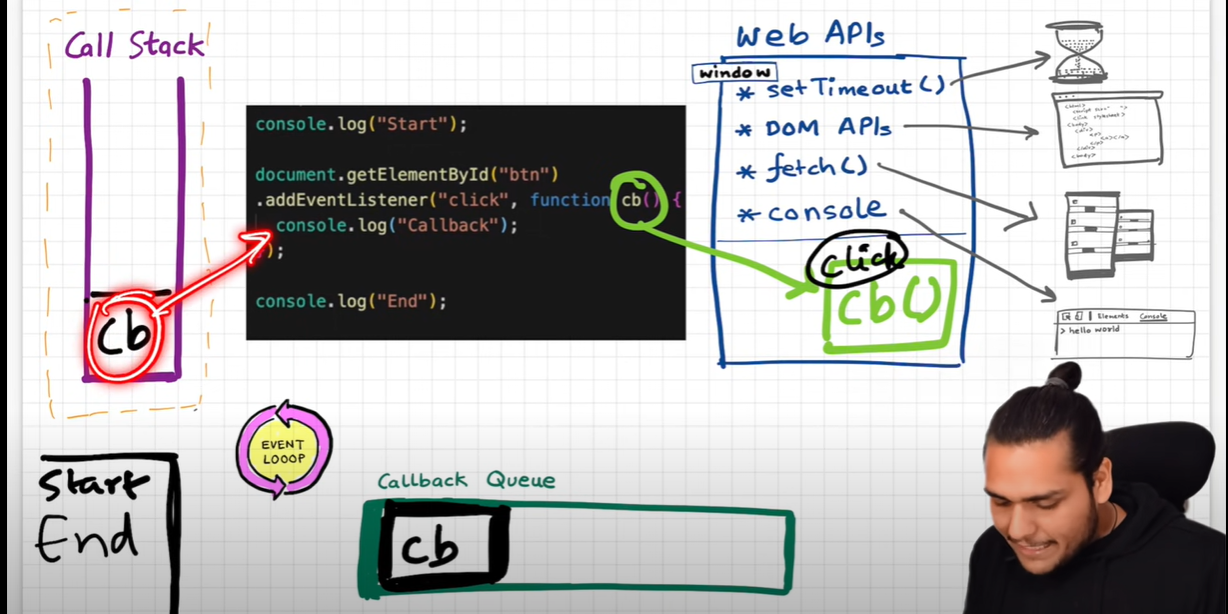 Call Stack
Cb
console.log("Start");
document.getElementById("btn")
.addEventListener("click", function cb() {
console.log("Callback");
);
console.log("End");
Web APIs
window
* setTimeout()
* DOM APIs
* fetch()
* console
click
Cb()
Elements Console
> hello world
Start
End
EVENT
LOOOP
Callback Queue
Cb